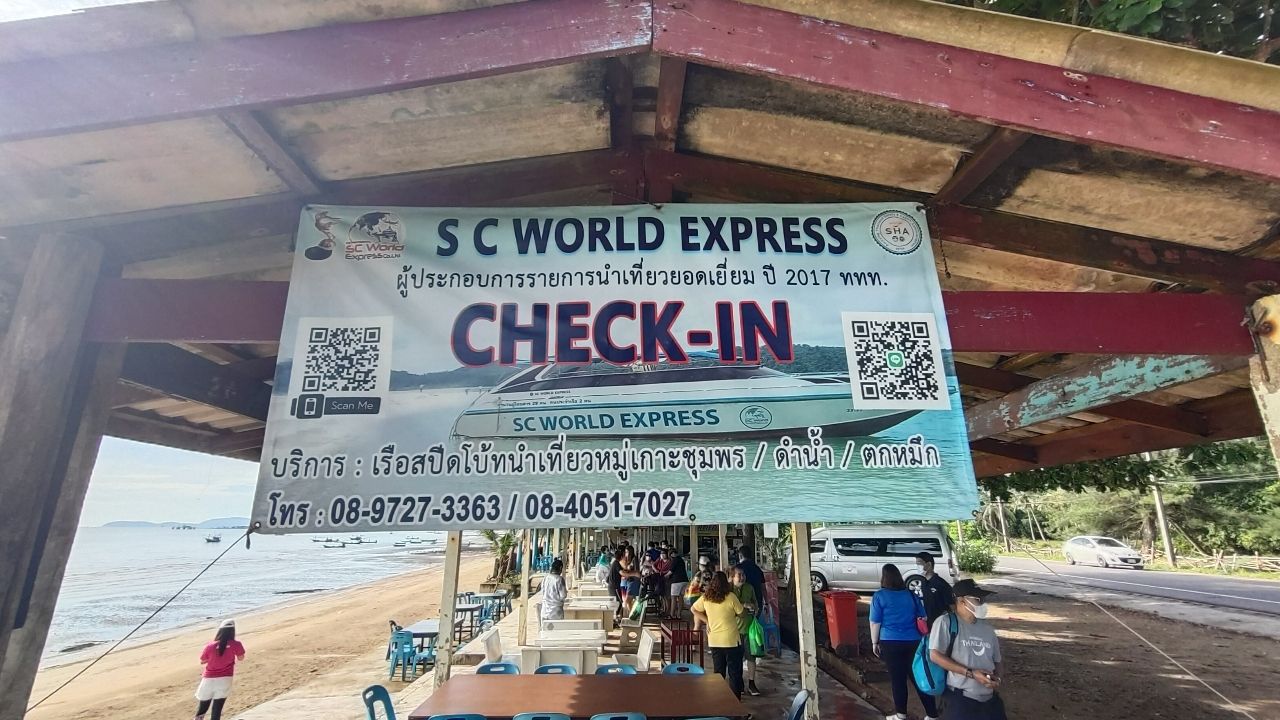 S C WORLD EXPRESS
SC World
Express Co.,Ltd.
SHA
ผู้ประกอบการรายการนำเที่ยวยอดเยี่ยม ปี 2017 ททท.
CHECK-IN
Scan Me
SC WORLD EXPRESS
บริการ : เรือสปีดโบ้ทนำเที่ยวหมู่เกาะชุมพร / ดำน้ำ / ตกหมึก
โทร : 08-9727-3363 / 08-4051-7027
THAILAND